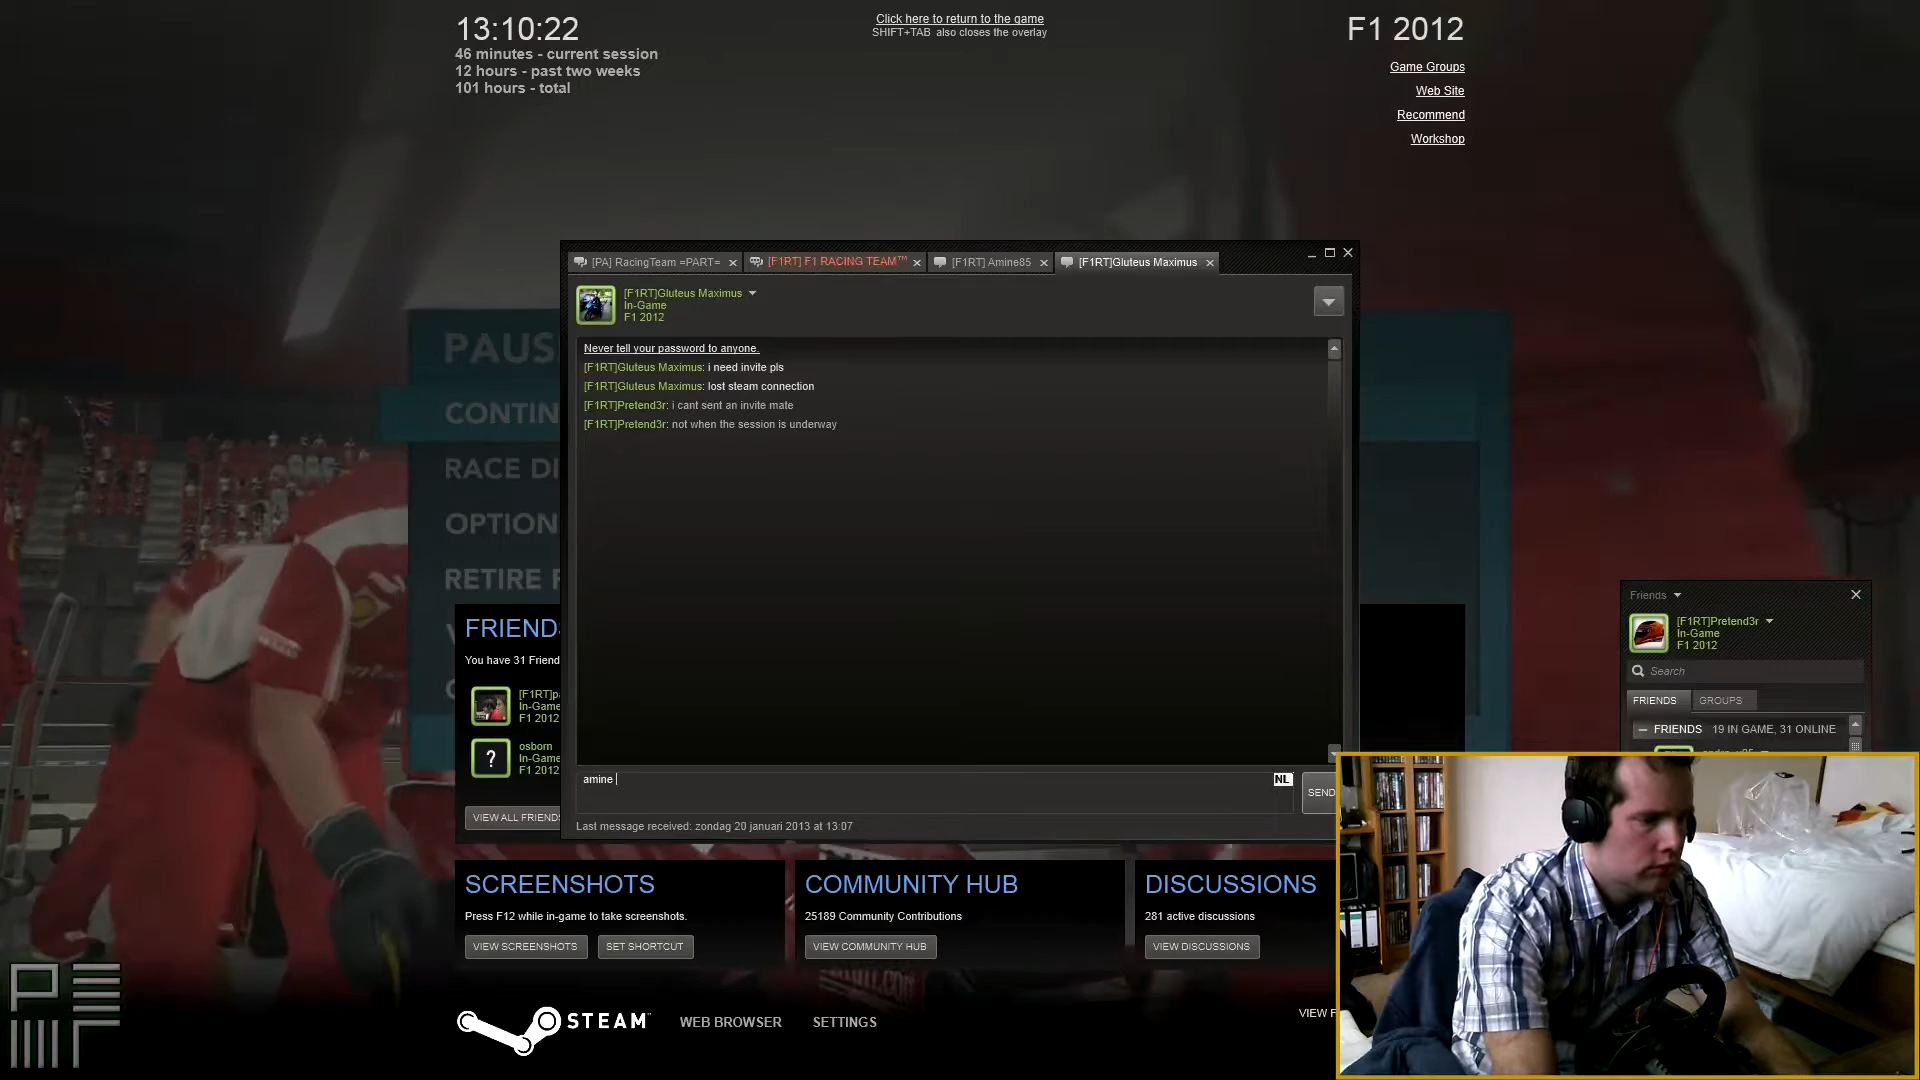 13:10:22
46 minutes - current session
12 hours - past two weeks
101 hours - total
Click here to return to the game
SHIFT+TAB also closes the overlay
F1 2012
Game Groups
Web Site
Recommend
Workshop
[PA] RacingTeam =PART=
[F1RT] F1 RACING TEAM™
[F1RT] Amine85
[F1RT]Gluteus Maximus
[F1RT]Gluteus Maximus
In-Game
F1 2012
Never tell your password to anyone.
[F1RT]Gluteus Maximus: i need invite pls
[F1RT]Gluteus Maximus: lost steam connection
[F1RT]Pretend3r: i cant sent an invite mate
[F1RT]Pretend3r: not when the session is underway
amine
NL
SEND
Last message received: zondag 20 januari 2013 at 13:07
PAUS
CONTIN
RACE DI
OPTION
RETIRE F
FRIENDS
You have 31 Friend
[F1RT]p
In-Game
F1 2012
?
osborn
In-Game
F1 2012
VIEW ALL FRIENDS
Friends
[F1RT]Pretend3r
In-Game
F1 2012
Search
FRIENDS
GROUPS
FRIENDS 19 IN GAME, 31 ONLINE
SCREENSHOTS
Press F12 while in-game to take screenshots.
VIEW SCREENSHOTS
SET SHORTCUT
COMMUNITY HUB
25189 Community Contributions
VIEW COMMUNITY HUB
DISCUSSIONS
281 active discussions
VIEW DISCUSSIONS
STEAM
WEB BROWSER
SETTINGS
VIEW F